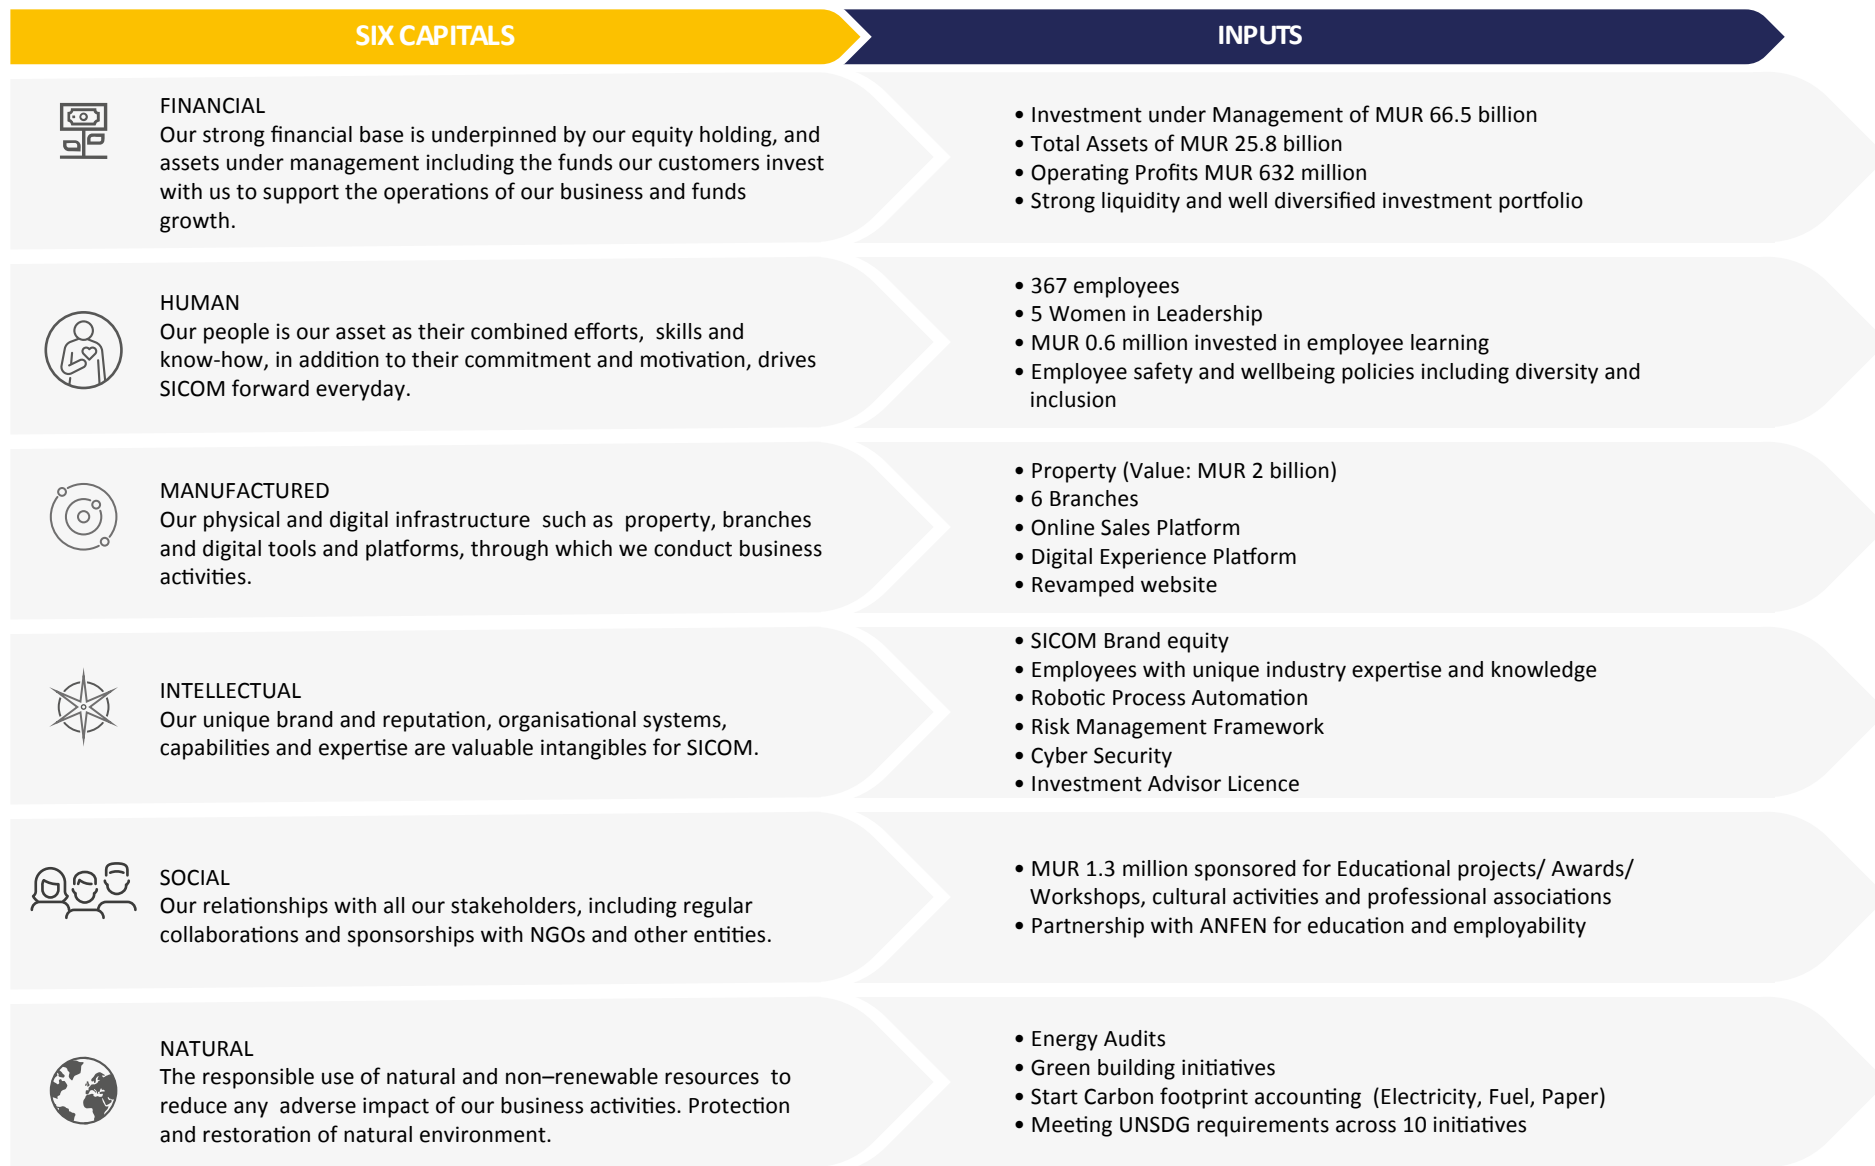 SIX CAPITALS
INPUTS
FINANCIAL
Our strong financial base is underpinned by our equity holding, and
assets under management including the funds our customers invest
with us to support the operations of our business and funds
growth.
• Investment under Management of MUR 66.5 billion
• Total Assets of MUR 25.8 billion
• Operating Profits MUR 632 million
• Strong liquidity and well diversified investment portfolio
HUMAN
Our people is our asset as their combined efforts, skills and
know-how, in addition to their commitment and motivation, drives
SICOM forward everyday.
• 367 employees
• 5 Women in Leadership
• MUR 0.6 million invested in employee learning
• Employee safety and wellbeing policies including diversity and
inclusion
MANUFACTURED
Our physical and digital infrastructure such as property, branches
and digital tools and platforms, through which we conduct business
activities.
• Property (Value: MUR 2 billion)
• 6 Branches
• Online Sales Platform
• Digital Experience Platform
• Revamped website
INTELLECTUAL
Our unique brand and reputation, organisational systems,
capabilities and expertise are valuable intangibles for SICOM.
• SICOM Brand equity
• Employees with unique industry expertise and knowledge
• Robotic Process Automation
• Risk Management Framework
• Cyber Security
• Investment Advisor Licence
SOCIAL
Our relationships with all our stakeholders, including regular
collaborations and sponsorships with NGOs and other entities.
• MUR 1.3 million sponsored for Educational projects/ Awards/
Workshops, cultural activities and professional associations
• Partnership with ANFEN for education and employability
NATURAL
The responsible use of natural and non–renewable resources to
reduce any adverse impact of our business activities. Protection
and restoration of natural environment.
• Energy Audits
• Green building initiatives
• Start Carbon footprint accounting (Electricity, Fuel, Paper)
• Meeting UNSDG requirements across 10 initiatives